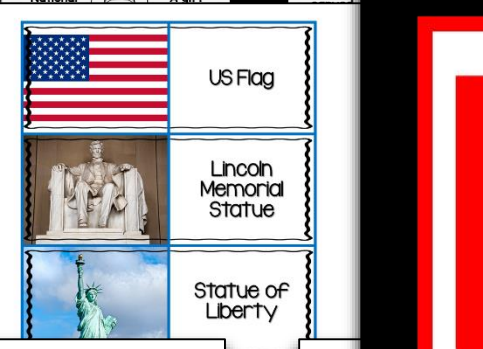 US Flag
Lincoln
Memorial
Statue
Statue of
Liberty